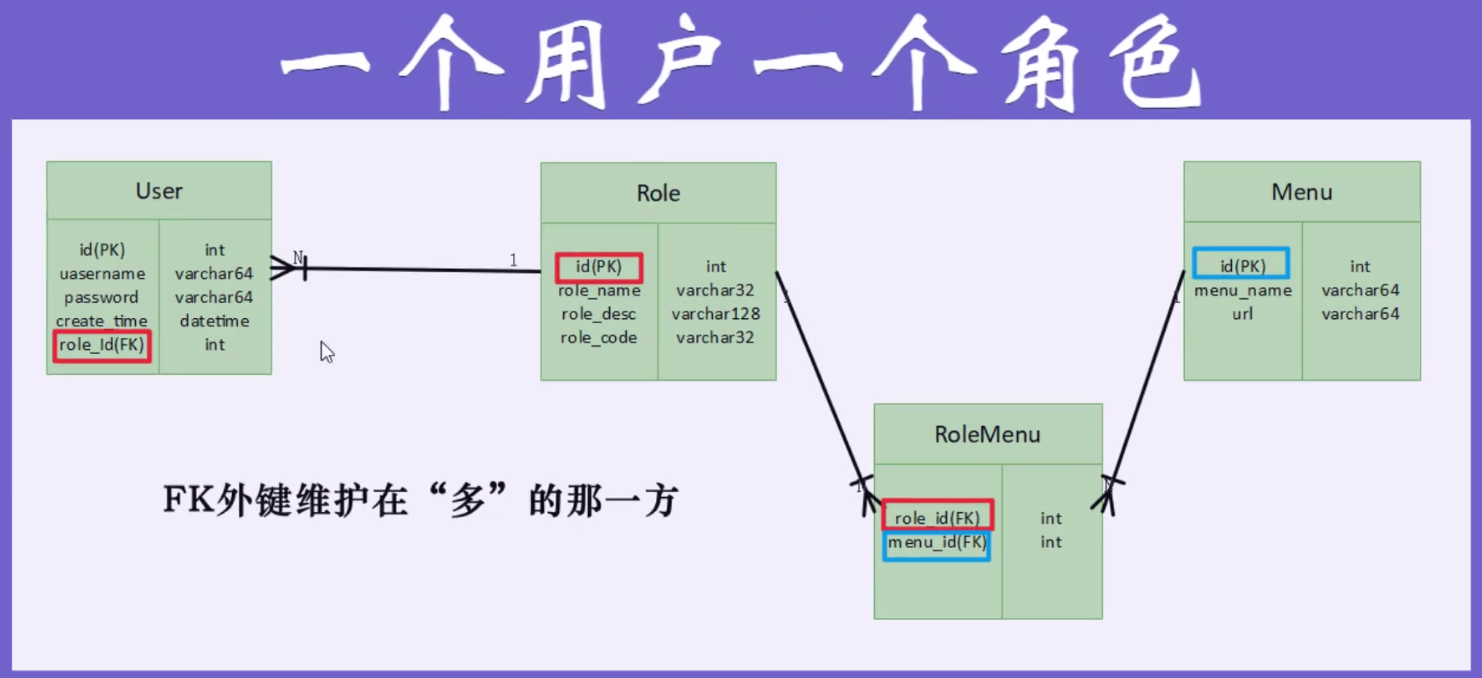 一个用户一个角色
User
id(PK) int
uasername varchar64
password varchar64
create_time datetime
role_Id(FK) int
N
1
Role
id(PK) int
role_name varchar32
role_desc varchar128
role_code varchar32
1
Menu
id(PK) int
menu_name varchar64
url varchar64
1
RoleMenu
role_id(FK) int
menu_id(FK) int
FK外键维护在“多”的那一方